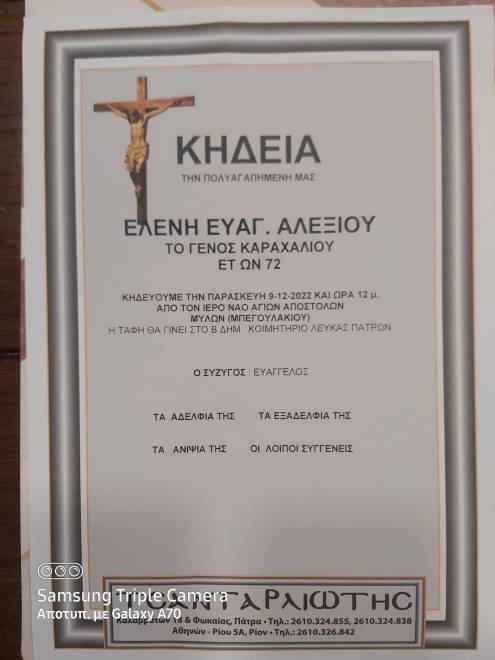 ΚΗΔΕΙΑ
ΤΗΝ ΠΟΛΥΑΓΑΠΗΜΕΝΗ ΜΑΣ
ΕΛΕΝΗ ΕΥΑΓ. ΑΛΕΞΙΟΥ
ΤΟ ΓΕΝΟΣ ΚΑΡΑΧΑΛΙΟΥ
ΕΤ ΩΝ 72
ΚΗΔΕΥΟΥΜΕ ΤΗΝ ΠΑΡΑΣΚΕΥΗ 9-12-2022 ΚΑΙ ΩΡΑ 12 μ.
ΑΠΟ ΤΟΝ ΙΕΡΟ ΝΑΟ ΑΓΙΩΝ ΑΠΟΣΤΟΛΩΝ
ΜΥΛΩΝ (ΜΠΕΓΟΥΛΑΚΙΟΥ)
Η ΤΑΦΗ ΘΑ ΓΙΝΕΙ ΣΤΟ Β ΔΗΜ. ΚΟΙΜΗΤΗΡΙΟ ΛΕΥΚΑΣ ΠΑΤΡΩΝ.
Ο ΣΥΖΥΓΟΣ : ΕΥΑΓΓΕΛΟΣ
ΤΑ ΑΔΕΛΦΙΑ ΤΗΣ ΤΑ ΕΞΑΔΕΛΦΙΑ ΤΗΣ
ΤΑ ΑΝΙΨΙΑ ΤΗΣ ΟΙ ΛΟΙΠΟΙ ΣΥΓΓΕΝΕΙΣ
Samsung Triple Camera
Αποτυπ. με Galaxy A70
Καλαβρύτων 18 & Φωκαίας, Πάτρα • Τηλ.: 2610.324.855, 2610.324.838
Αθηνών - Ρίου 5Α, Ρίον • Τηλ.: 2610.326.842